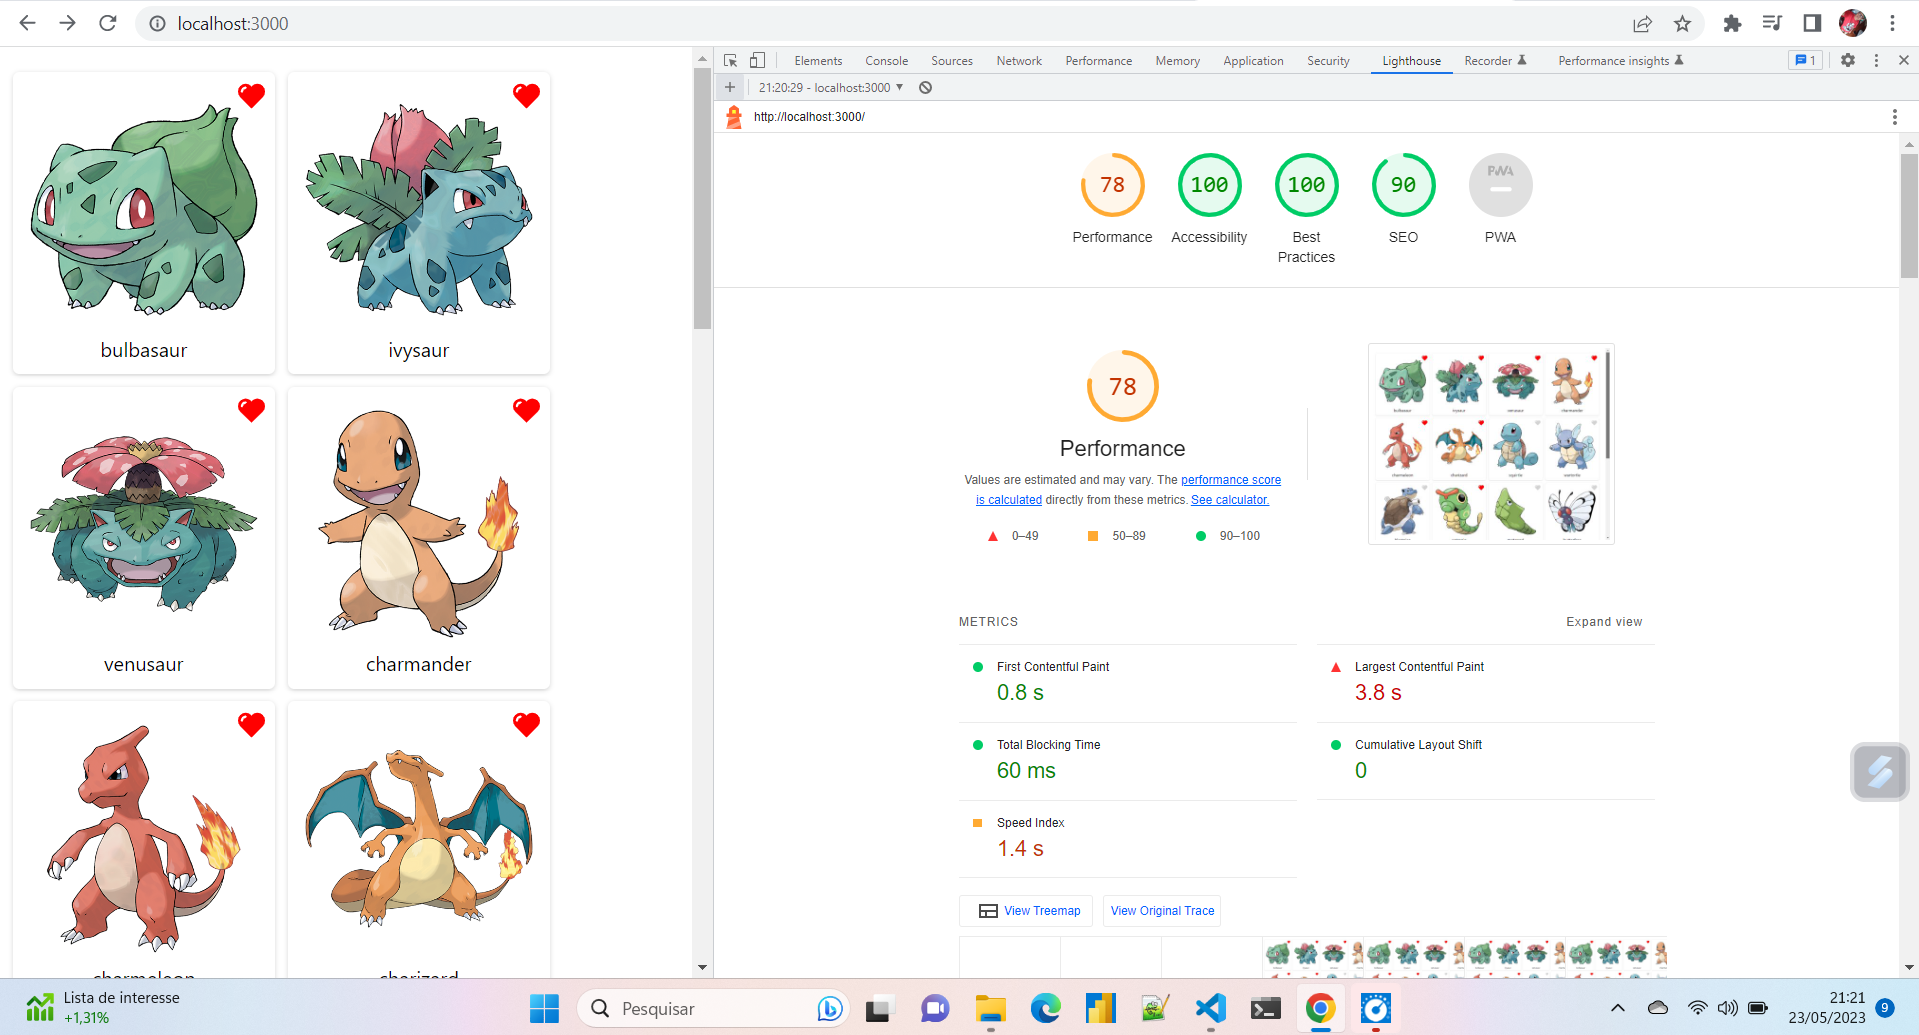 localhost:3000
bulbasaur
ivysaur
venusaur
charmander
charmeleon
charizard
Elements Console Sources Network Performance Memory Application Security Lighthouse Recorder Performance insights 1
21:20:29 - localhost:3000
http://localhost:3000/
78 100 100 90 PWA
Performance Accessibility Best Practices SEO PWA
78
Performance
Values are estimated and may vary. The performance score
is calculated directly from these metrics. See calculator.
0–49 50–89 90–100
METRICS Expand view
First Contentful Paint
0.8 s
Largest Contentful Paint
3.8 s
Total Blocking Time
60 ms
Cumulative Layout Shift
0
Speed Index
1.4 s
View Treemap View Original Trace
Lista de interesse
+1,31%
Pesquisar
21:21
23/05/2023
9